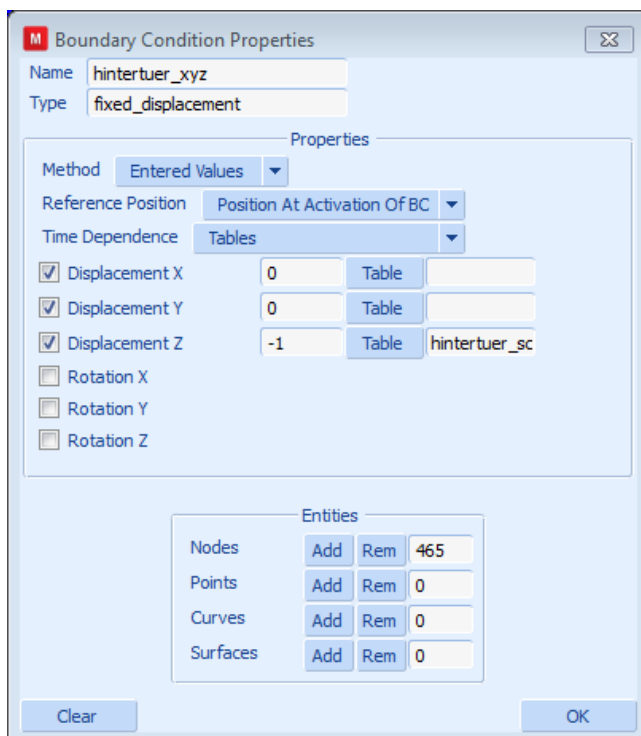 M Boundary Condition Properties
Name hintertuer_xyz
Type fixed_displacement
Properties
Method Entered Values
Reference Position Position At Activation Of BC
Time Dependence Tables
Displacement X 0 Table
Displacement Y 0 Table
Displacement Z -1 Table hintertuer_sc
Rotation X
Rotation Y
Rotation Z
Entities
Nodes Add Rem 465
Points Add Rem 0
Curves Add Rem 0
Surfaces Add Rem 0
Clear OK